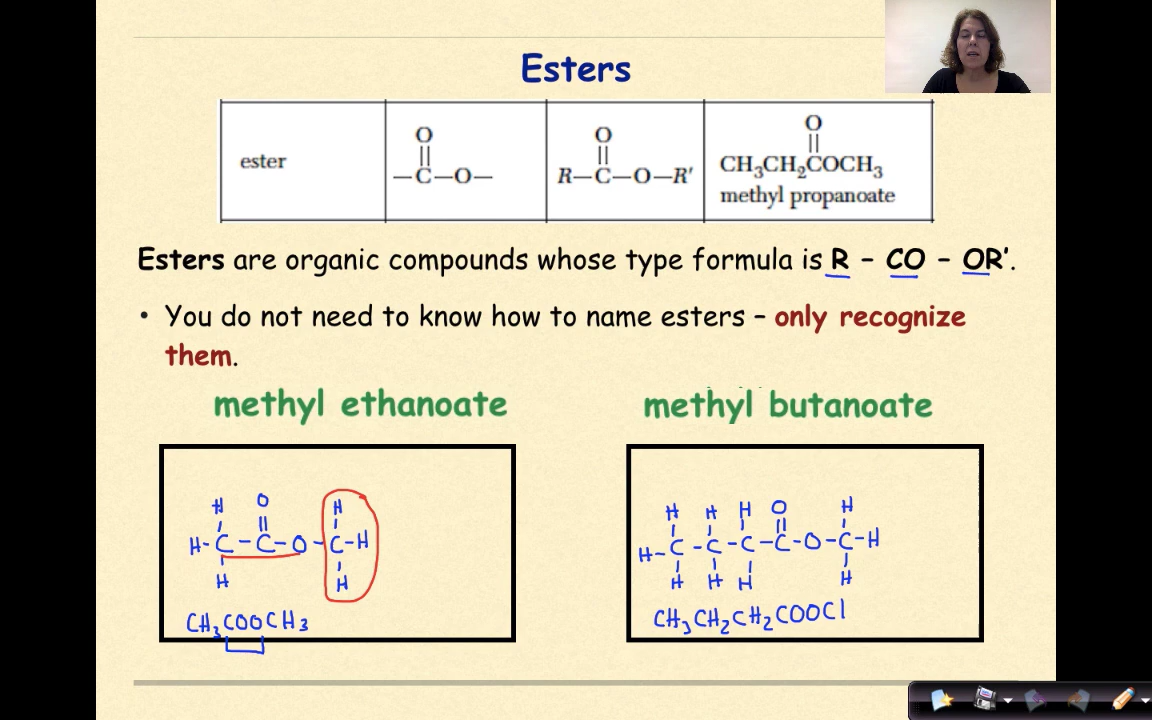 Esters
ester
O
||
—C—O—
O
||
R—C—O—R'
O
||
CH₃CH₂COCH₃
methyl propanoate
Esters are organic compounds whose type formula is R – CO – OR'.
• You do not need to know how to name esters – only recognize
them.
methyl ethanoate
H O H
H-C-C-O-C-H
H H
CH₃COOCH₃
methyl butanoate
H H H O H
H-C-C-C-C-O-C-H
H H H H
CH₃CH₂CH₂COOCl